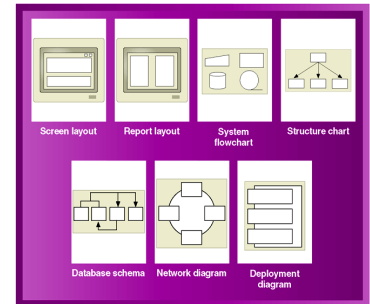 Screen layout
Report layout
System
flowchart
Structure chart
Database schema
Network diagram
Deployment
diagram